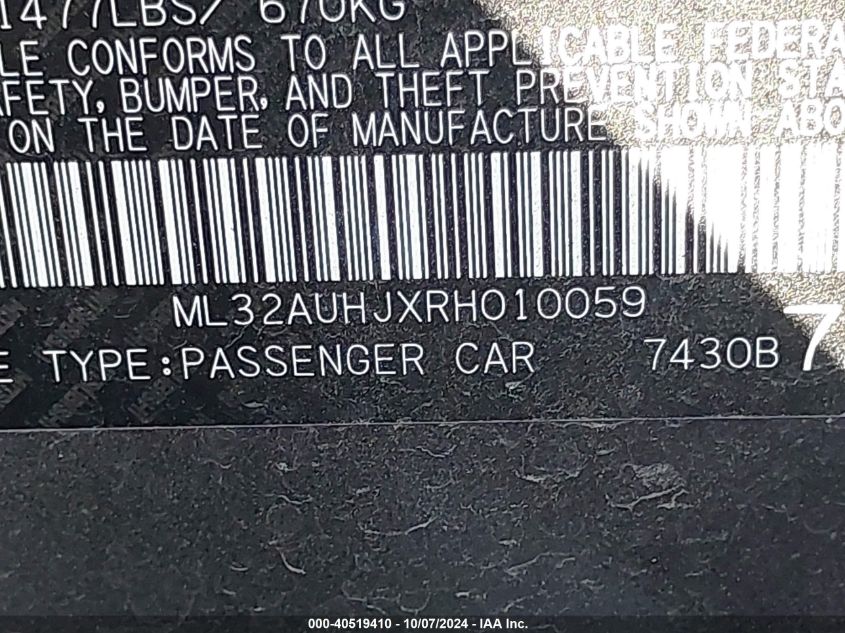 1477LBS/ 670KG
LE CONFORMS TO ALL APPLICABLE FEDERA
AFETY, BUMPER, AND THEFT PREVENTION STA
ON THE DATE OF MANUFACTURE SHOWN ABO
ML32AUHJXRH010059
E TYPE:PASSENGER CAR 7430B 7
000-40519410 - 10/07/2024 - IAA Inc.